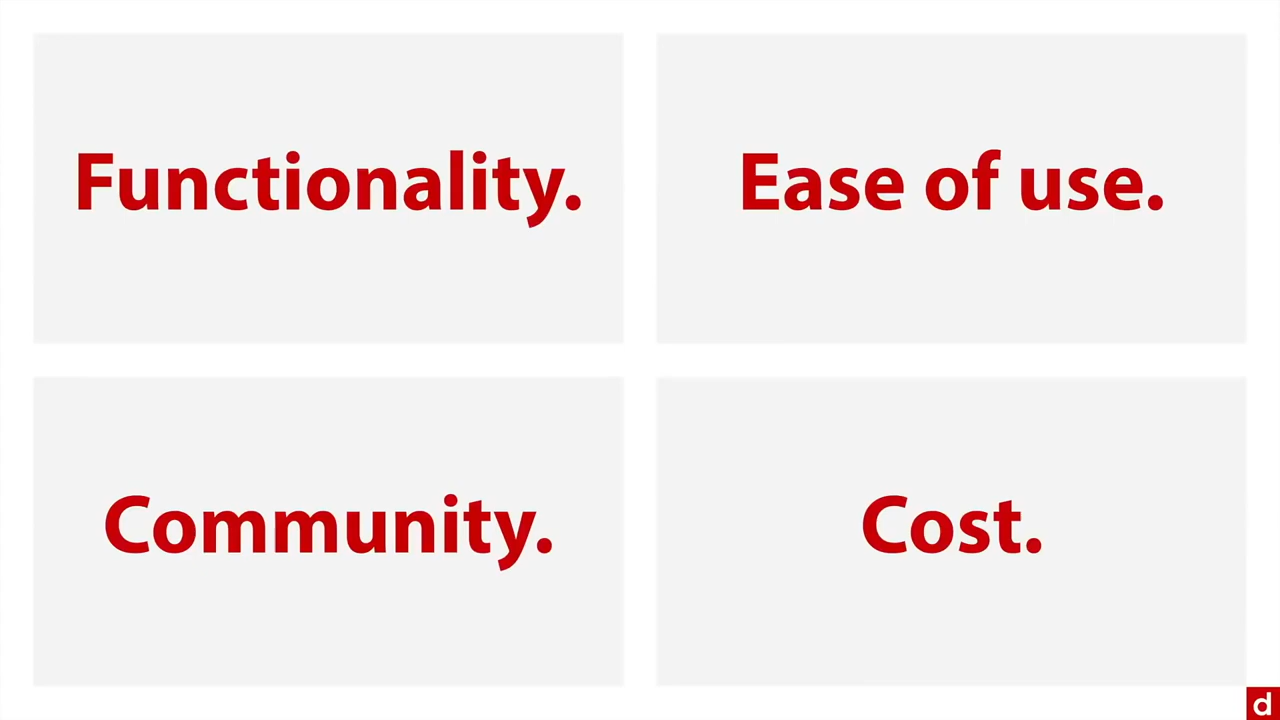 Functionality.
Ease of use.
Community.
Cost.
d